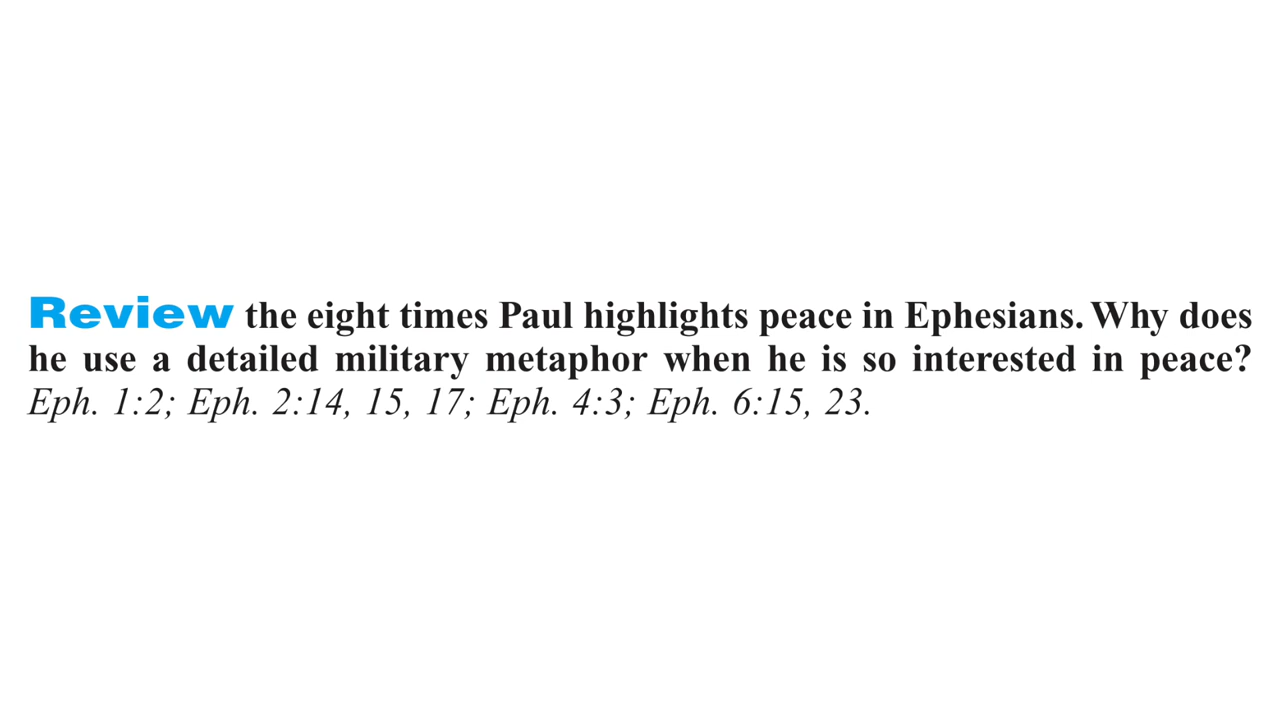 Review the eight times Paul highlights peace in Ephesians. Why does
he use a detailed military metaphor when he is so interested in peace?
Eph. 1:2; Eph. 2:14, 15, 17; Eph. 4:3; Eph. 6:15, 23.